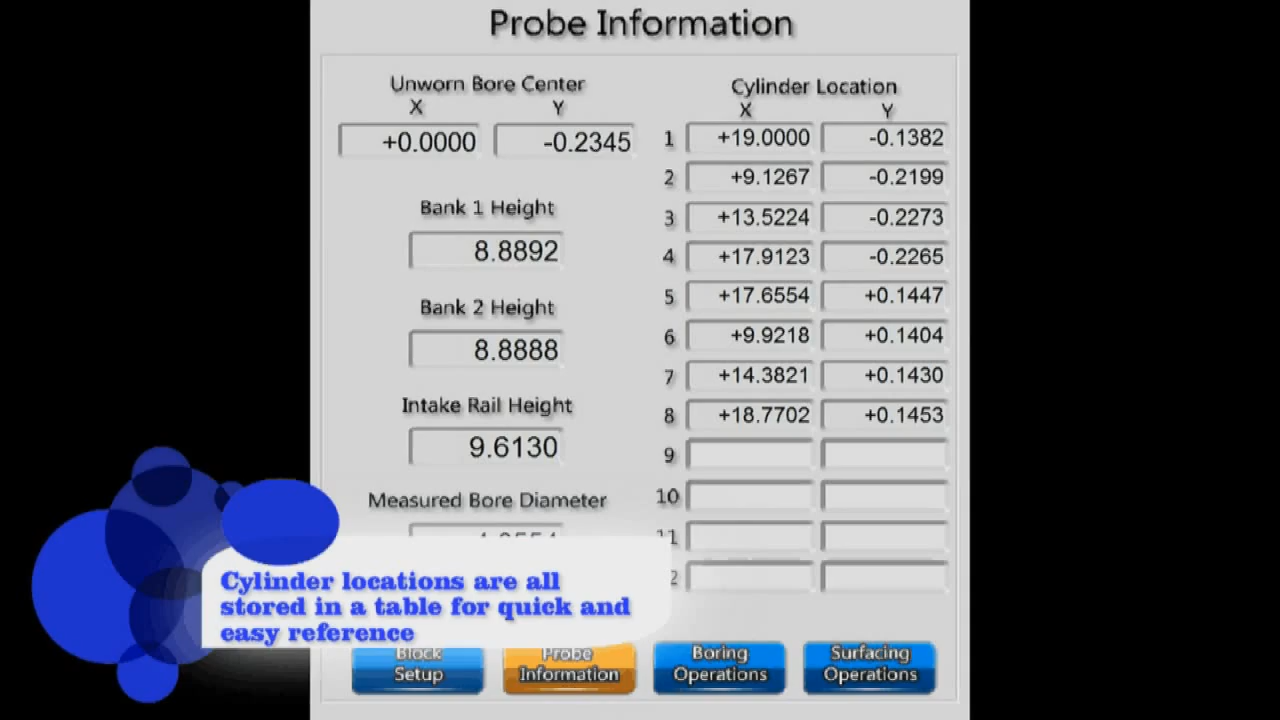 Probe Information
Unworn Bore Center
X Y
+0.0000 -0.2345
Bank 1 Height
8.8892
Bank 2 Height
8.8888
Intake Rail Height
9.6130
Measured Bore Diameter
Cylinder Location
X Y
1 +19.0000 -0.1382
2 +9.1267 -0.2199
3 +13.5224 -0.2273
4 +17.9123 -0.2265
5 +17.6554 +0.1447
6 +9.9218 +0.1404
7 +14.3821 +0.1430
8 +18.7702 +0.1453
9
10
11
2
Cylinder locations are all
stored in a table for quick and
easy reference
Block
Setup
Probe
Information
Boring
Operations
Surfacing
Operations